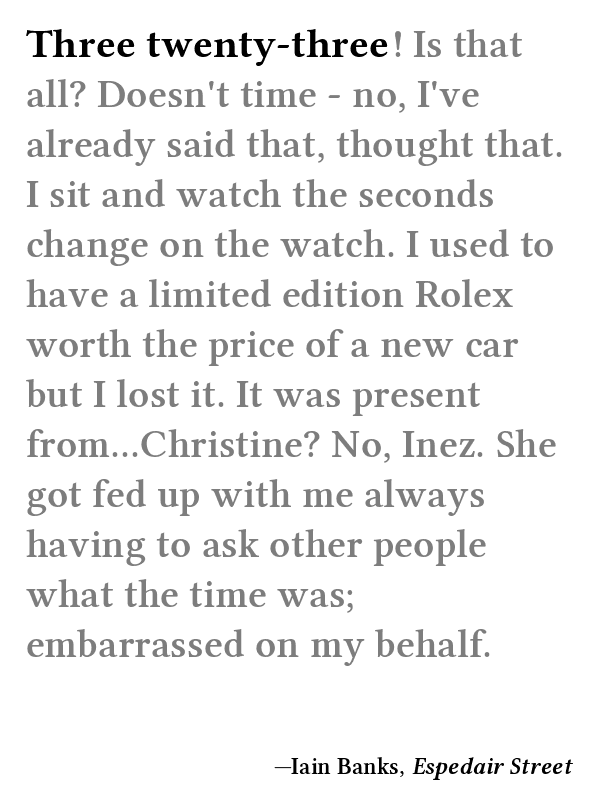 Three twenty-three! Is that
all? Doesn't time - no, I've
already said that, thought that.
I sit and watch the seconds
change on the watch. I used to
have a limited edition Rolex
worth the price of a new car
but I lost it. It was present
from...Christine? No, Inez. She
got fed up with me always
having to ask other people
what the time was;
embarrassed on my behalf.
—Iain Banks, Espedair Street